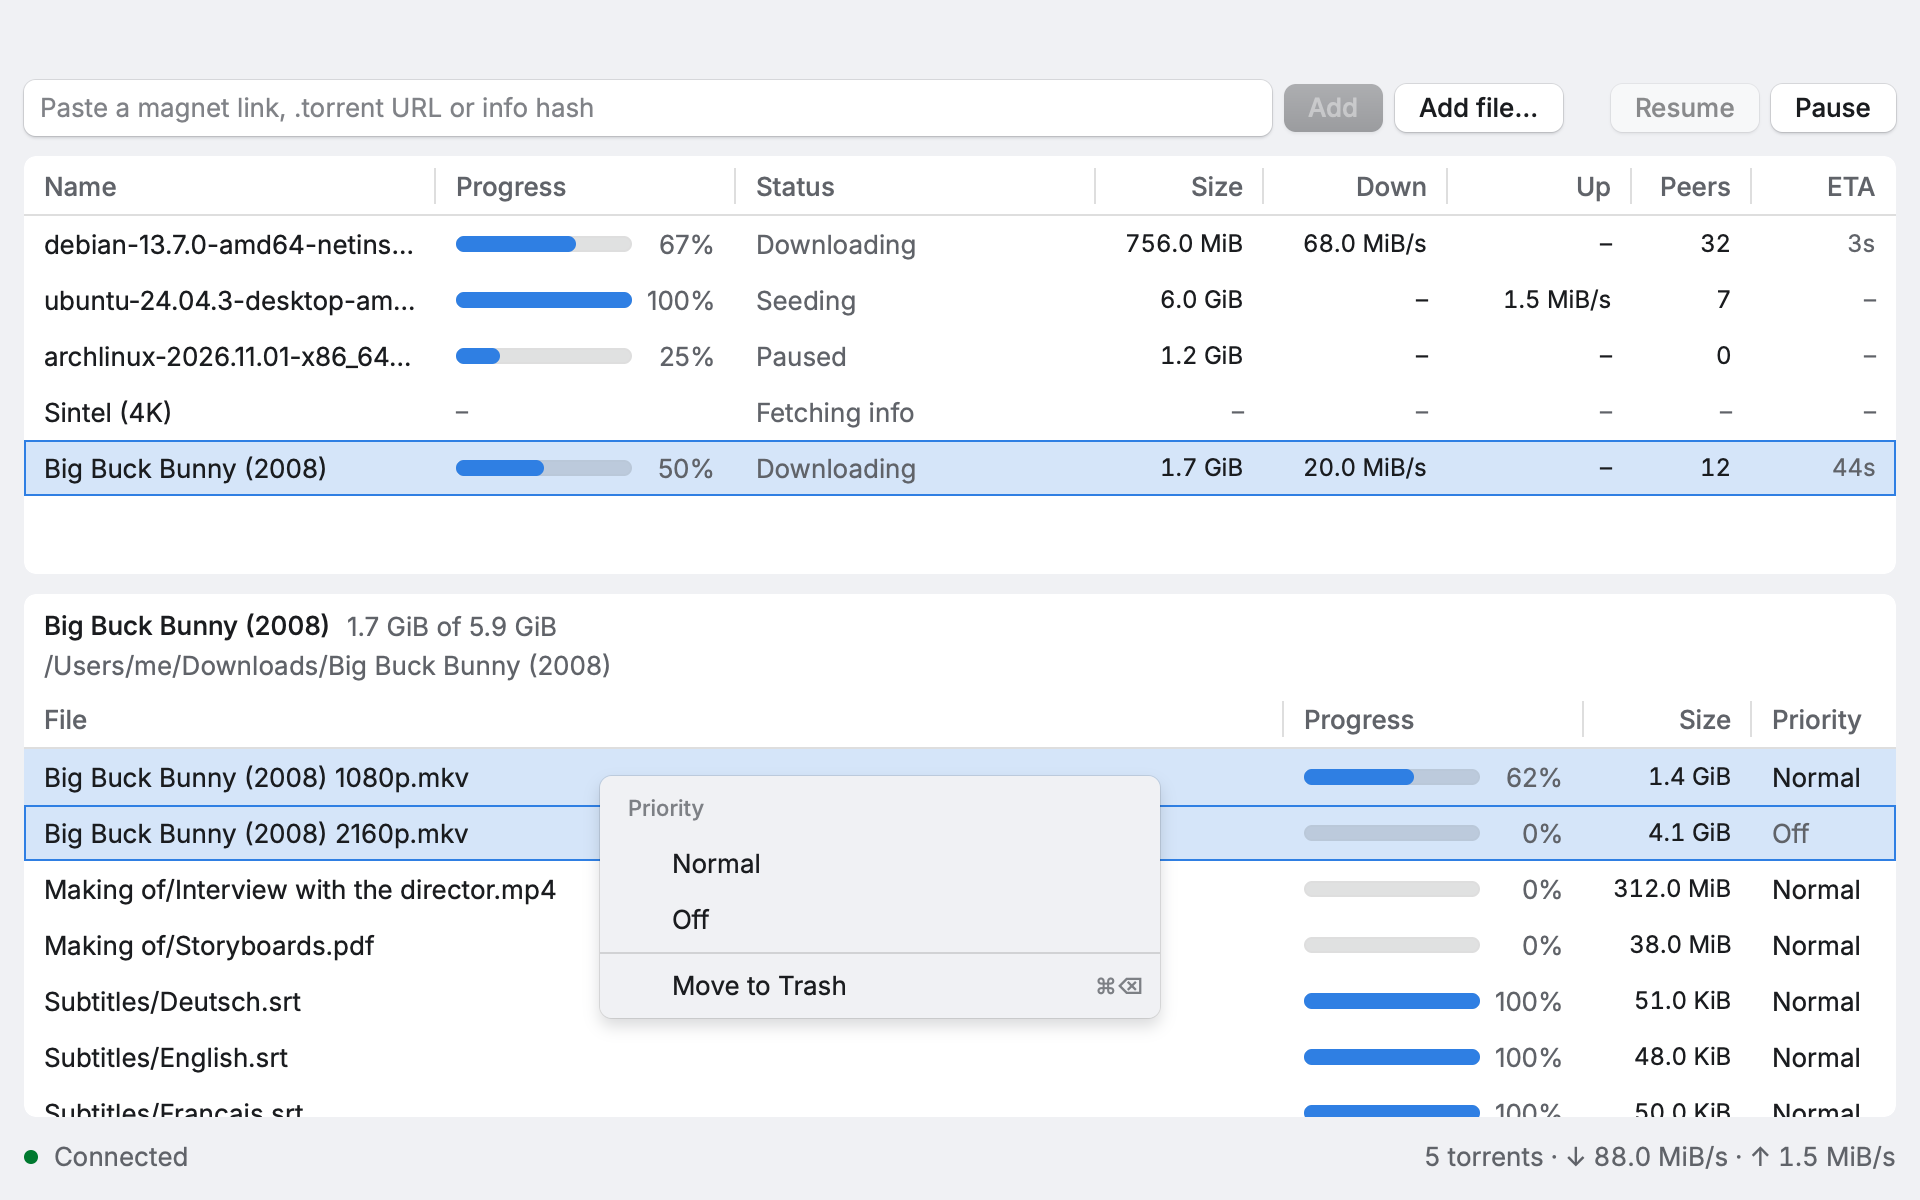 Paste a magnet link, .torrent URL or info hash Add Add file... Resume Pause
Name Progress Status Size Down Up Peers ETA
debian-13.7.0-amd64-netins... 67% Downloading 756.0 MiB 68.0 MiB/s – 32 3s
ubuntu-24.04.3-desktop-am... 100% Seeding 6.0 GiB – 1.5 MiB/s 7 –
archlinux-2026.11.01-x86_64... 25% Paused 1.2 GiB – – 0 –
Sintel (4K) – Fetching info – – – – –
Big Buck Bunny (2008) 50% Downloading 1.7 GiB 20.0 MiB/s – 12 44s
Big Buck Bunny (2008) 1.7 GiB of 5.9 GiB
/Users/me/Downloads/Big Buck Bunny (2008)
File Progress Size Priority
Big Buck Bunny (2008) 1080p.mkv 62% 1.4 GiB Normal
Big Buck Bunny (2008) 2160p.mkv 0% 4.1 GiB Off
Making of/Interview with the director.mp4 0% 312.0 MiB Normal
Making of/Storyboards.pdf 0% 38.0 MiB Normal
Subtitles/Deutsch.srt 100% 51.0 KiB Normal
Subtitles/English.srt 100% 48.0 KiB Normal
Subtitles/Français.srt 100% 50.0 KiB Normal
Priority
Normal
Off
Move to Trash ⌘⌫
Connected 5 torrents · ↓ 88.0 MiB/s · ↑ 1.5 MiB/s